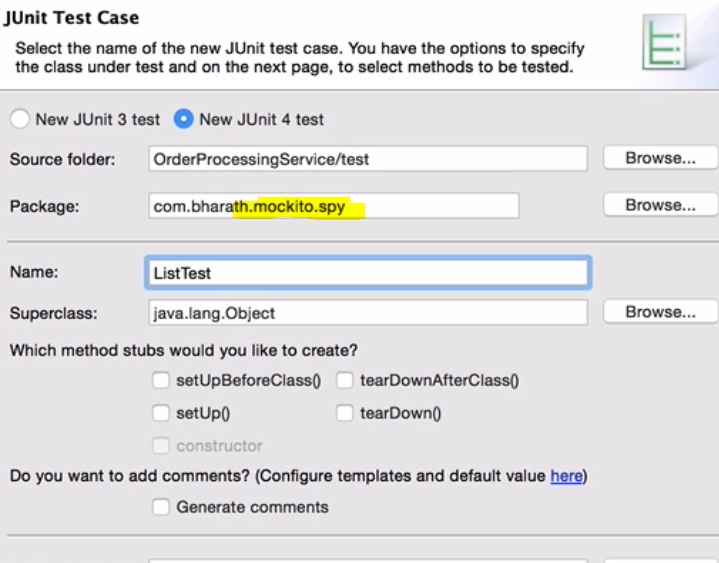 JUnit Test Case
Select the name of the new JUnit test case. You have the options to specify
the class under test and on the next page, to select methods to be tested.
New JUnit 3 test New JUnit 4 test
Source folder: OrderProcessingService/test Browse...
Package: com.bharath.mockito.spy Browse...
Name: ListTest
Superclass: java.lang.Object Browse...
Which method stubs would you like to create?
setUpBeforeClass() tearDownAfterClass()
setUp() tearDown()
constructor
Do you want to add comments? (Configure templates and default value here)
Generate comments